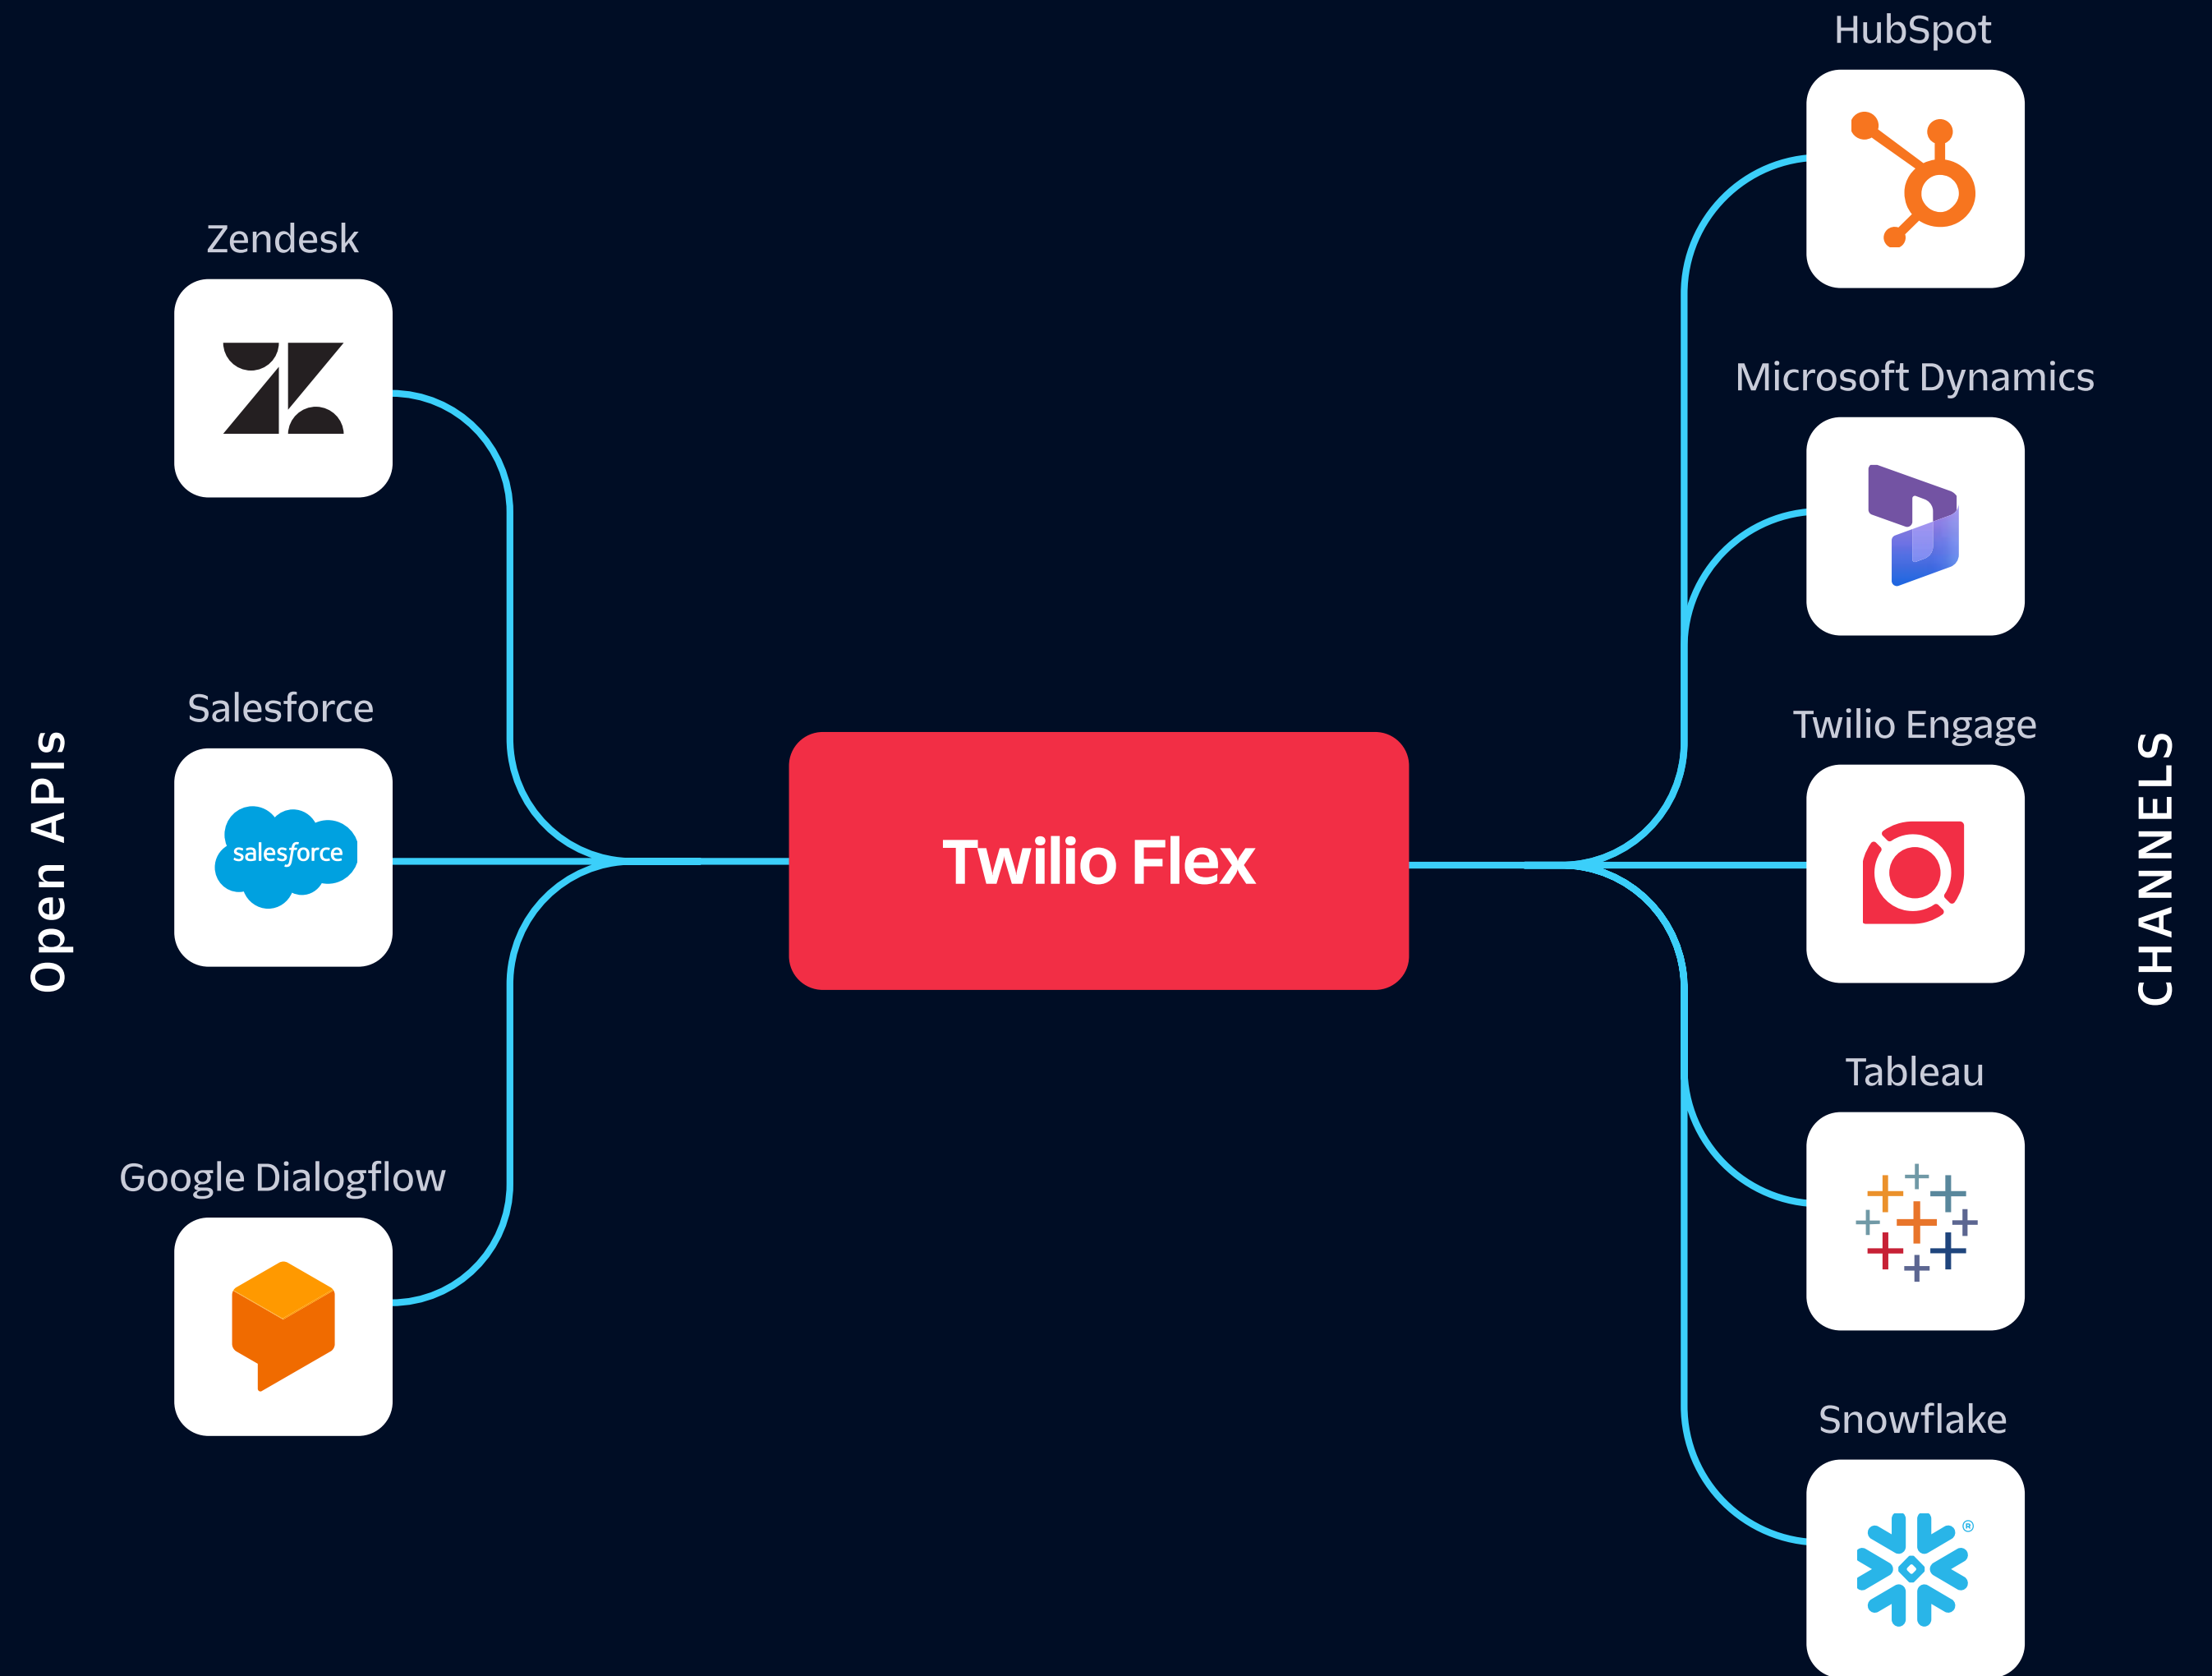 Open APIs
Zendesk
Salesforce
salesforce
Google Dialogflow
Twilio Flex
HubSpot
Microsoft Dynamics
Twilio Engage
Tableau
Snowflake
®
CHANNELS